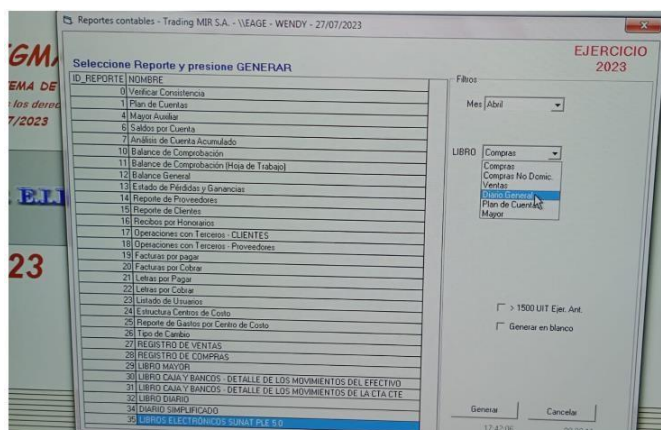 Reportes contables - Trading MIR S.A. - \\EAGE - WENDY - 27/07/2023
EJERCICIO
2023
Seleccione Reporte y presione GENERAR
ID_REPORTE NOMBRE
0 Verificar Consistencia
1 Plan de Cuentas
4 Mayor Auxiliar
6 Saldos por Cuenta
7 Análisis de Cuenta Acumulado
10 Balance de Comprobación
11 Balance de Comprobación (Hoja de Trabajo)
12 Balance General
13 Estado de Pérdidas y Ganancias
14 Reporte de Proveedores
15 Reporte de Clientes
16 Recibos por Honorarios
17 Operaciones con Terceros - CLIENTES
18 Operaciones con Terceros - Proveedores
19 Facturas por pagar
20 Facturas por Cobrar
21 Letras por Pagar
22 Letras por Cobrar
23 Listado de Usuarios
24 Estructura Centros de Costo
25 Reporte de Gastos por Centro de Costo
26 Tipo de Cambio
27 REGISTRO DE VENTAS
28 REGISTRO DE COMPRAS
29 LIBRO MAYOR
30 LIBRO CAJA Y BANCOS - DETALLE DE LOS MOVIMIENTOS DEL EFECTIVO
31 LIBRO CAJA Y BANCOS - DETALLE DE LOS MOVIMIENTOS DE LA CTA CTE
32 LIBRO DIARIO
34 DIARIO SIMPLIFICADO
35 LIBROS ELECTRÓNICOS SUNAT PLE 5.0
Filtros
Mes Abril
LIBRO Compras
Compras
Compras No Domic.
Ventas
Diario General
Plan de Cuentas
Mayor
> 1500 UIT Ejer. Ant.
Generar en blanco
Generar Cancelar
17:42:06
GMA
EMA DE
los derec
7/2023
E.I.
23